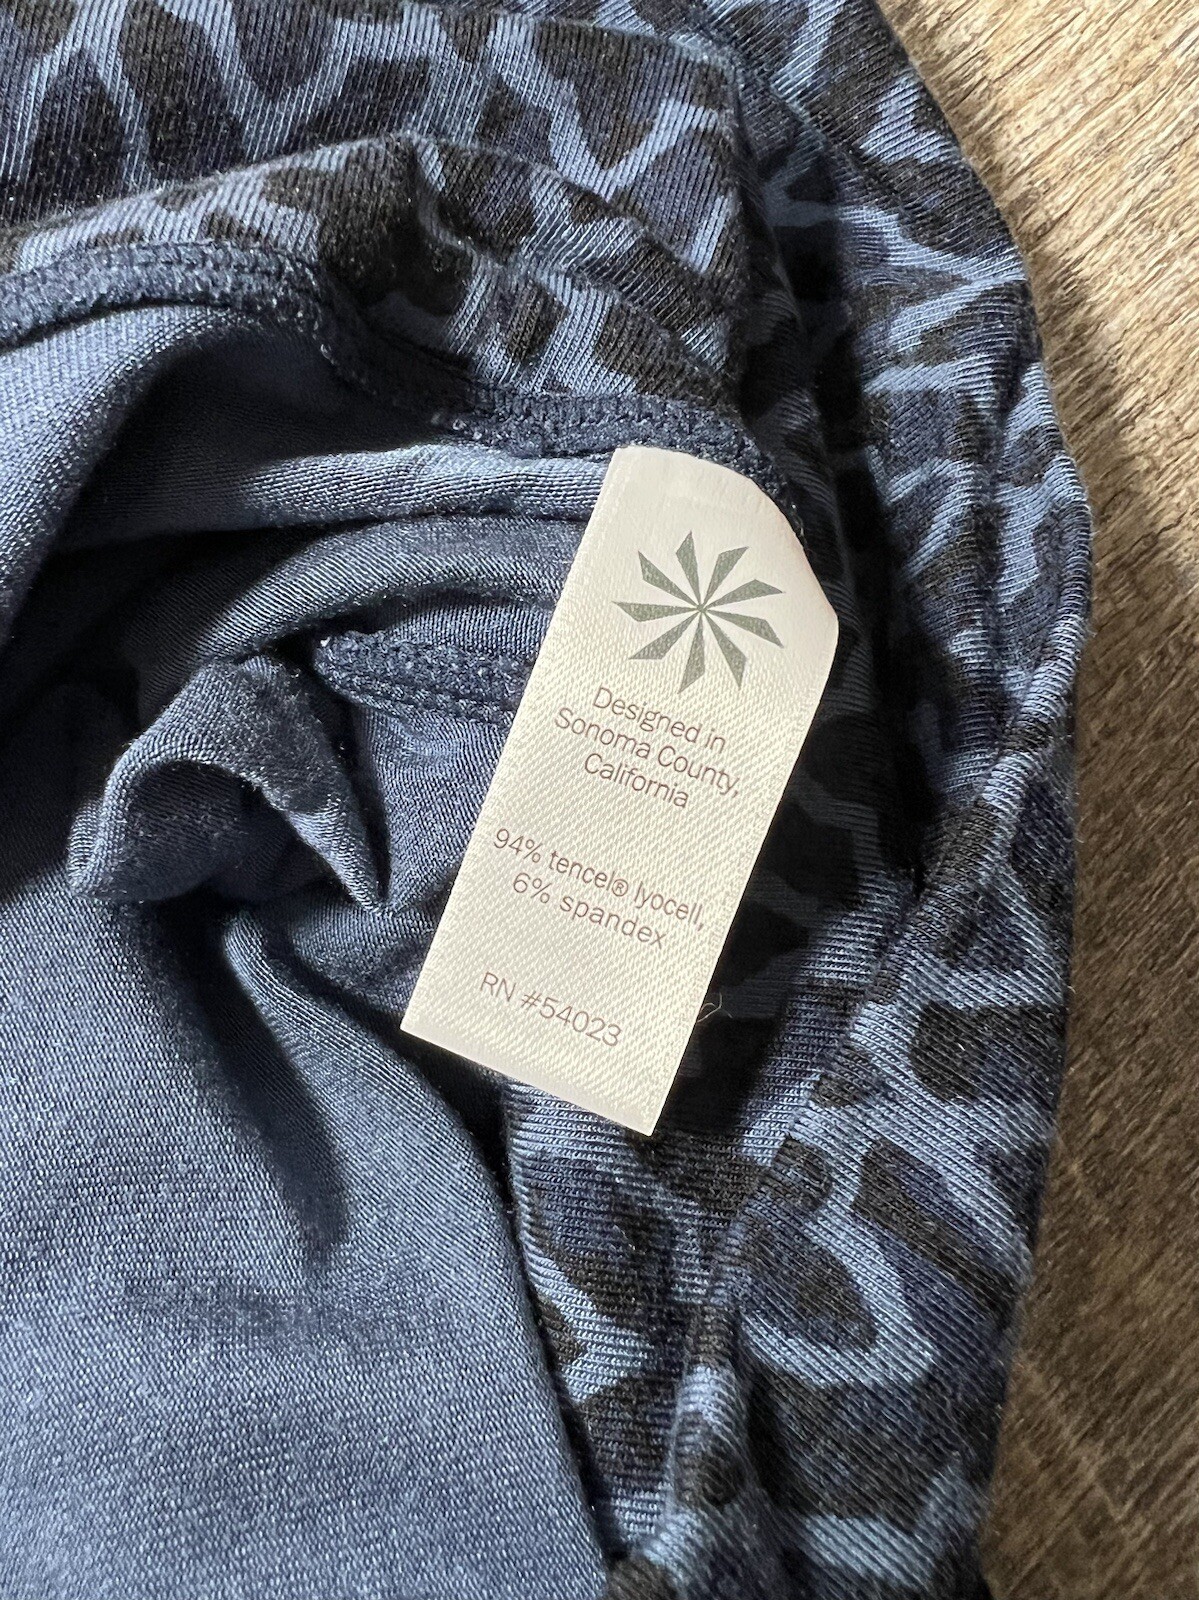 Designed in
Sonoma County,
California
94% tencel® lyocell,
6% spandex
RN #54023